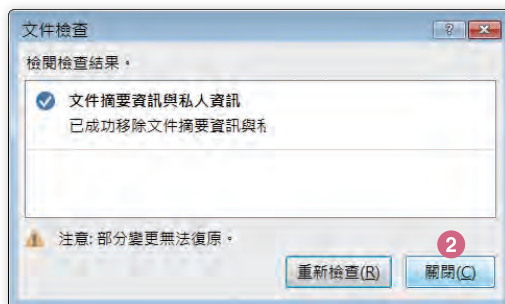 文件檢查
檢閱檢查結果。
文件摘要資訊與私人資訊
已成功移除文件摘要資訊與
注意: 部分變更無法復原。
2
重新檢查(R)
關閉(C)